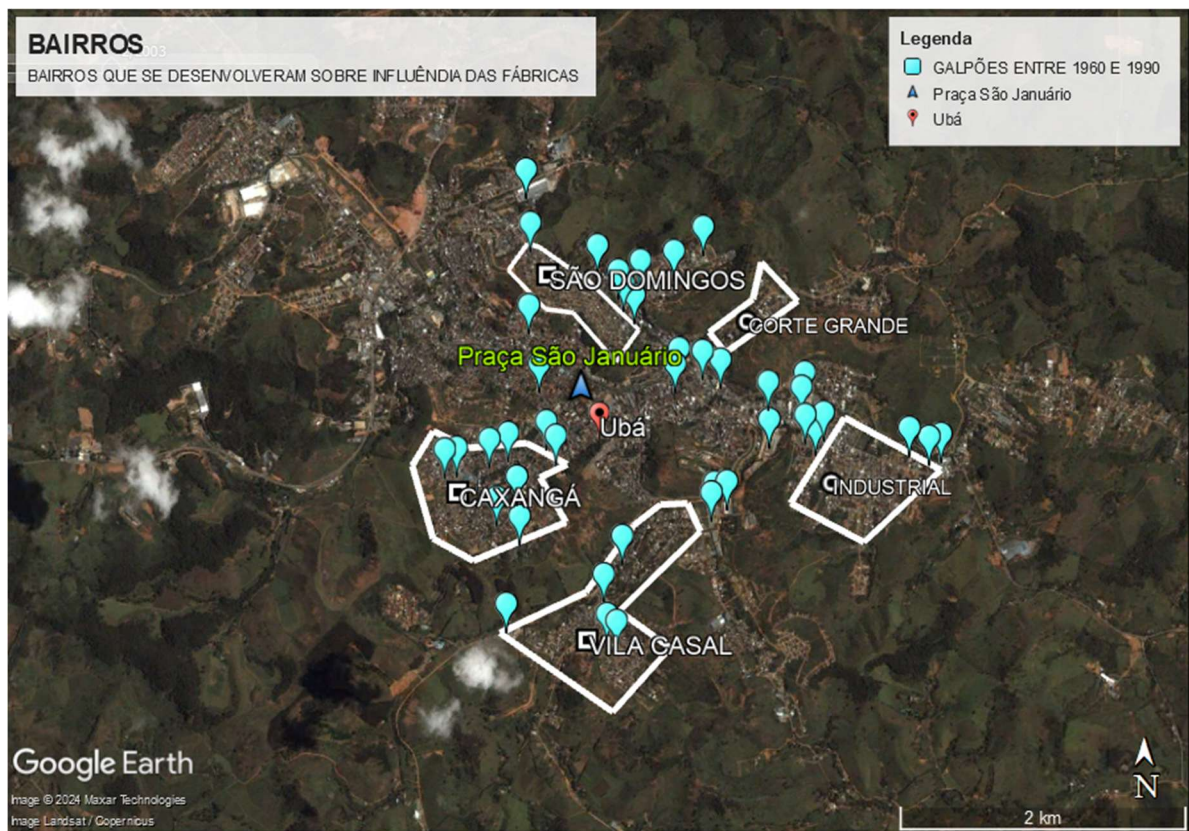 BAIRROS
BAIRROS QUE SE DESENVOLVERAM SOBRE INFLUÊNDIA DAS FÁBRICAS
Legenda
GALPÕES ENTRE 1960 E 1990
Praça São Januário
Ubá
SÃO DOMINGOS
CORTE GRANDE
Praça São Januário
Ubá
CAXANGÁ
INDUSTRIAL
VILA CASAL
Google Earth
Image © 2024 Maxar Technologies
Image Landsat / Copernicus
N
2 km